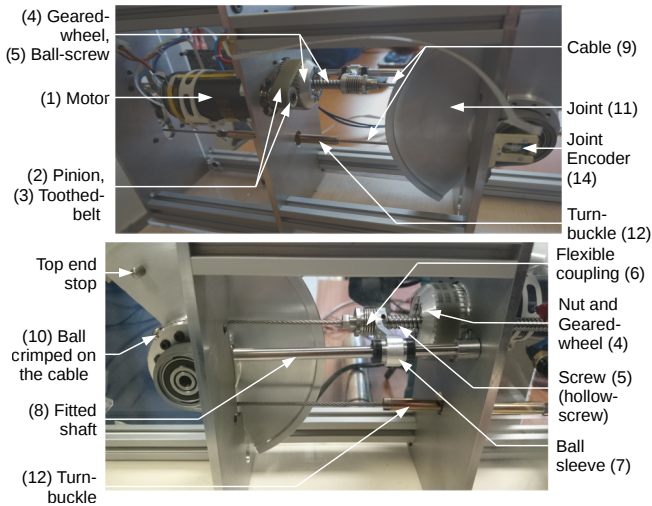 (4) Geared-
wheel,
(5) Ball-screw
(1) Motor
(2) Pinion,
(3) Toothed-
belt
Cable (9)
Joint (11)
Joint
Encoder
(14)
Turn-
buckle (12)
Top end
stop
(10) Ball
crimped on
the cable
(8) Fitted
shaft
(12) Turn-
buckle
Flexible
coupling (6)
Nut and
Geared-
wheel (4)
Screw (5)
(hollow-
screw)
Ball
sleeve (7)